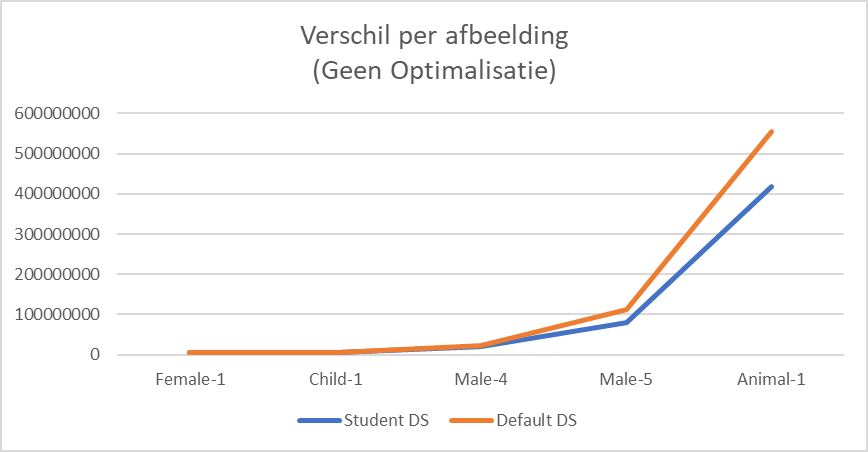 Verschil per afbeelding
(Geen Optimalisatie)
600000000
500000000
400000000
300000000
200000000
100000000
0
Female-1 Child-1 Male-4 Male-5 Animal-1
Student DS Default DS